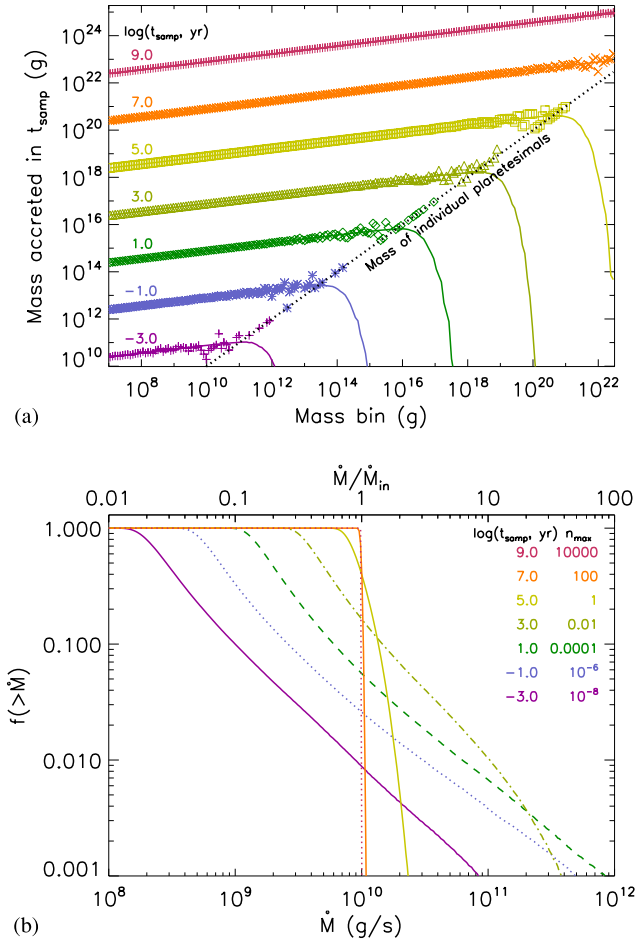 10^24
10^22
10^20
10^18
10^16
10^14
10^12
10^10
Mass accreted in t_samp (g)
log(t_samp, yr)
9.0
7.0
5.0
3.0
1.0
−1.0
−3.0
Mass of individual planetesimals
10^8 10^10 10^12 10^14 10^16 10^18 10^20 10^22
Mass bin (g)
(a)
Ṁ/Ṁ_in
0.01 0.1 1 10 100
1.000
0.100
0.010
0.001
f(>Ṁ)
log(t_samp, yr) n_max
9.0 10000
7.0 100
5.0 1
3.0 0.01
1.0 0.0001
−1.0 10^−6
−3.0 10^−8
10^8 10^9 10^10 10^11 10^12
Ṁ (g/s)
(b)